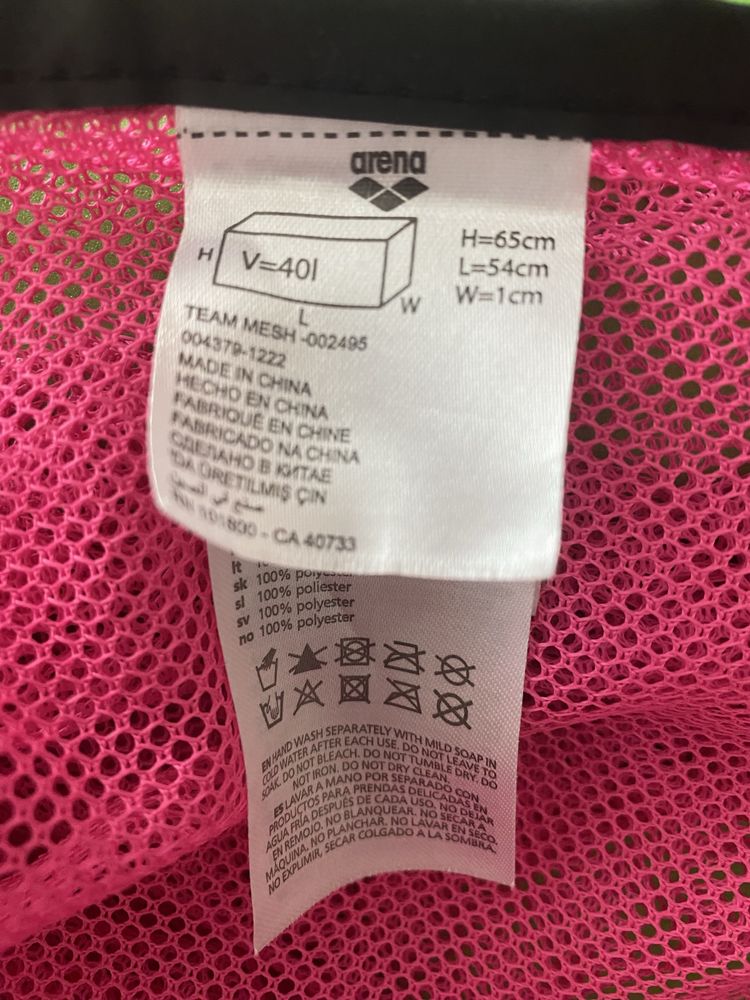 arena
H=65cm
L=54cm
W=1cm
H
V=40l
L
W
TEAM MESH -002495
004379-1222
MADE IN CHINA
HECHO EN CHINA
FABRIQUÉ EN CHINE
FABRICADO NA CHINA
СДЕЛАНО В КИТАЕ
ÜRETILMIŞ ÇIN
صنع في الصين
- CA 40733
lt
sk 100% polyester
sl 100% poliester
sv 100% polyester
no 100% polyester
EN HAND WASH SEPARATELY WITH MILD SOAP IN
COLD WATER AFTER EACH USE. DO NOT LEAVE TO
SOAK. DO NOT BLEACH. DO NOT TUMBLE DRY. DO
NOT IRON. DO NOT DRY CLEAN.
ES LAVAR A MANO POR SEPARADO CON
PRODUCTOS PARA PRENDAS DELICADAS EN
AGUA FRÍA DESPUÉS DE CADA USO. NO DEJAR
EN REMOJO. NO BLANQUEAR. NO SECAR A
MÁQUINA. NO PLANCHAR. NO LAVAR EN SECO.
NO EXPLIMIR, SECAR COLGADO A LA SOMBRA.